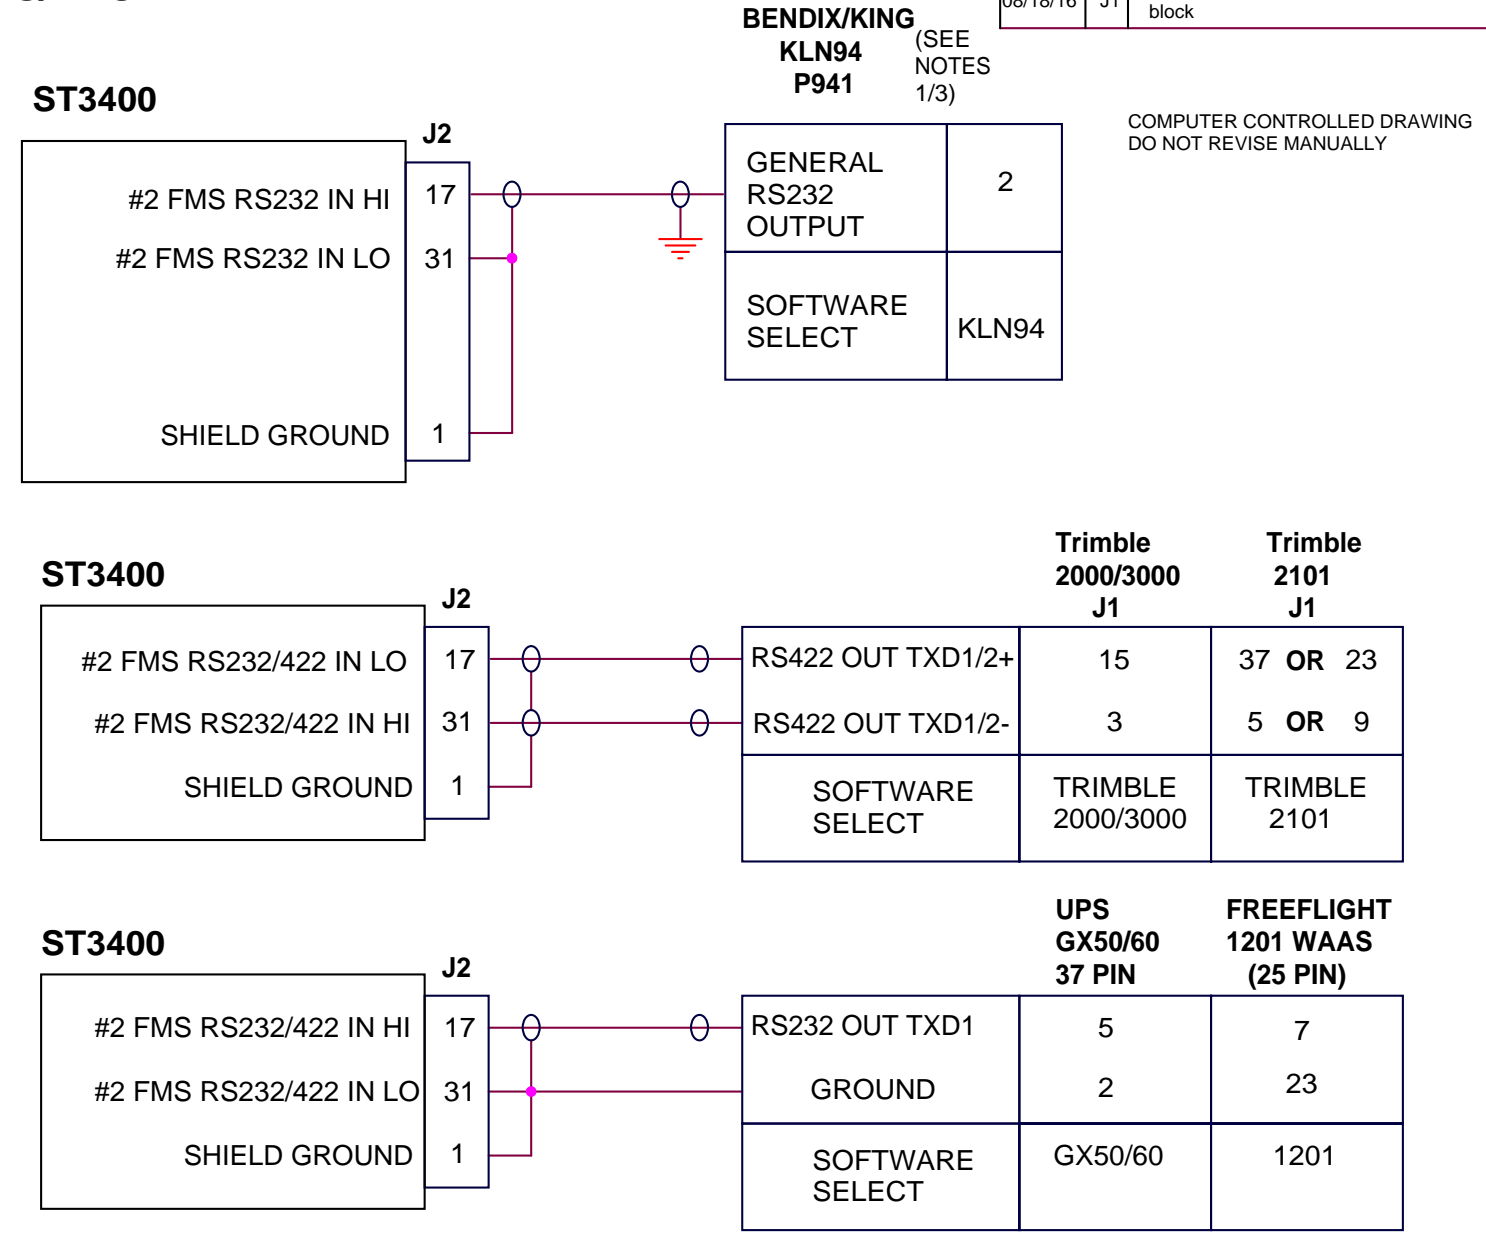 08/18/16 J1 block
BENDIX/KING
KLN94
P941
(SEE
NOTES
1/3)
COMPUTER CONTROLLED DRAWING
DO NOT REVISE MANUALLY
ST3400
J2
#2 FMS RS232 IN HI 17
#2 FMS RS232 IN LO 31
SHIELD GROUND 1
GENERAL
RS232
OUTPUT
2
SOFTWARE
SELECT
KLN94
ST3400
J2
#2 FMS RS232/422 IN LO 17
#2 FMS RS232/422 IN HI 31
SHIELD GROUND 1
Trimble
2000/3000
J1
Trimble
2101
J1
RS422 OUT TXD1/2+ 15 37 OR 23
RS422 OUT TXD1/2- 3 5 OR 9
SOFTWARE
SELECT
TRIMBLE
2000/3000
TRIMBLE
2101
ST3400
J2
#2 FMS RS232/422 IN HI 17
#2 FMS RS232/422 IN LO 31
SHIELD GROUND 1
UPS
GX50/60
37 PIN
FREEFLIGHT
1201 WAAS
(25 PIN)
RS232 OUT TXD1 5 7
GROUND 2 23
SOFTWARE
SELECT
GX50/60 1201